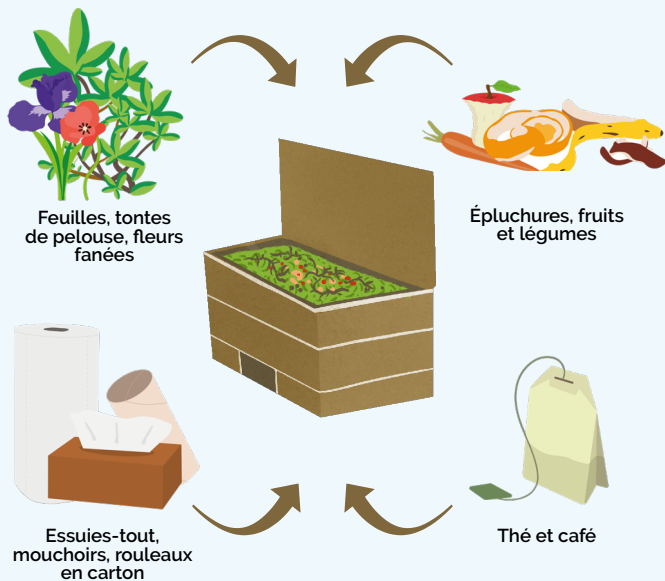 Feuilles, tontes
de pelouse, fleurs
fanées
Épluchures, fruits
et légumes
Essuies-tout,
mouchoirs, rouleaux
en carton
Thé et café